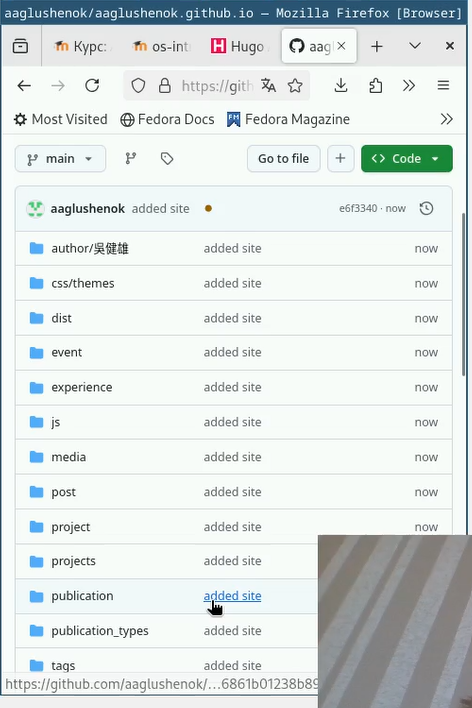 aaglushenok/aaglushenok.github.io — Mozilla Firefox [Browser]
Курс:
os-int
Hugo
aag
https://gith
Most Visited
Fedora Docs
Fedora Magazine
main
Go to file
Code
aaglushenok added site e6f3340 · now
author/吳健雄 added site now
css/themes added site now
dist added site now
event added site now
experience added site now
js added site now
media added site now
post added site now
project added site now
projects added site
publication added site
publication_types added site
tags added site
https://github.com/aaglushenok/…6861b01238b89